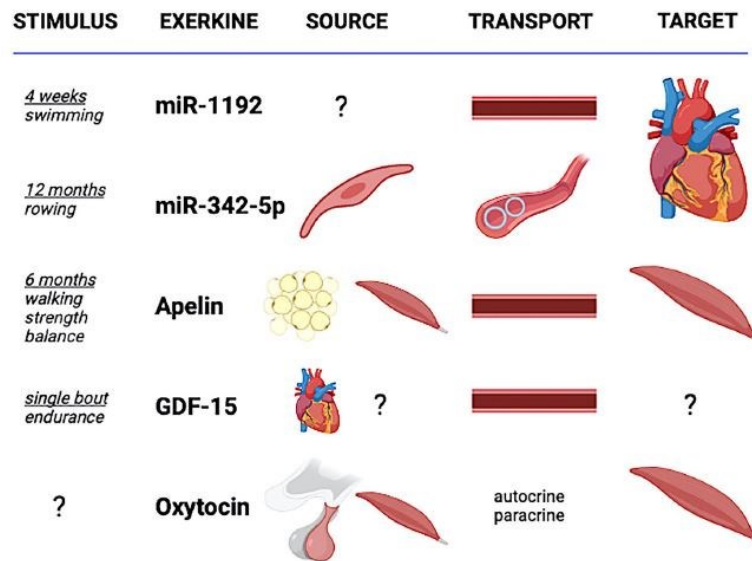 STIMULUS EXERKINE SOURCE TRANSPORT TARGET
4 weeks
swimming
miR-1192
?
12 months
rowing
miR-342-5p
6 months
walking
strength
balance
Apelin
single bout
endurance
GDF-15
?
?
?
Oxytocin
autocrine
paracrine